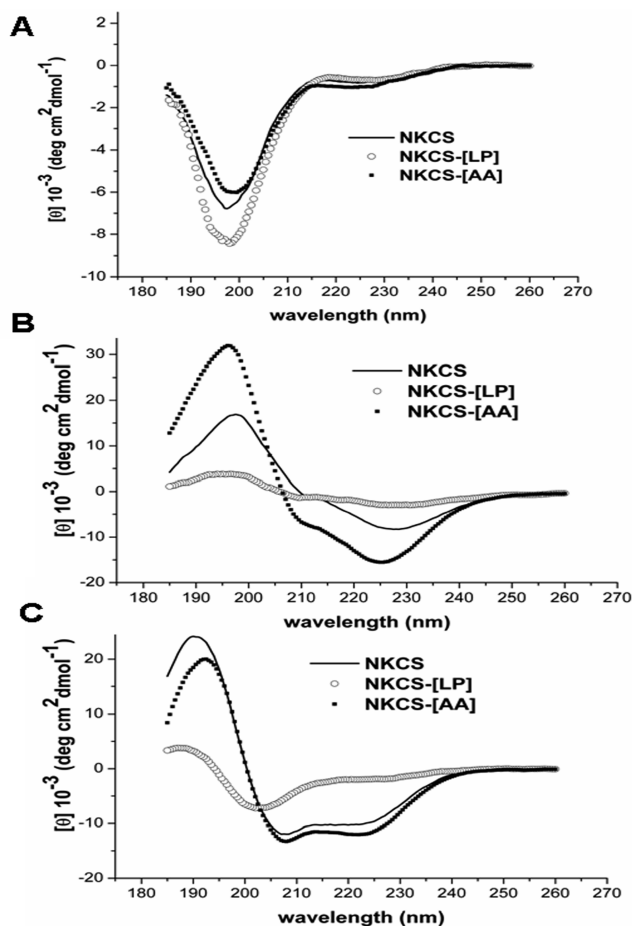 A
2
0
-2
-4
-6
-8
-10
[θ] 10⁻³ (deg cm²dmol⁻¹)
NKCS
NKCS-[LP]
NKCS-[AA]
180 190 200 210 220 230 240 250 260 270
wavelength (nm)
B
30
20
10
0
-10
-20
[θ] 10⁻³ (deg cm²dmol⁻¹)
NKCS
NKCS-[LP]
NKCS-[AA]
180 190 200 210 220 230 240 250 260 270
wavelength (nm)
C
20
10
0
-10
-20
[θ] 10⁻³ (deg cm²dmol⁻¹)
NKCS
NKCS-[LP]
NKCS-[AA]
180 190 200 210 220 230 240 250 260 270
wavelength (nm)